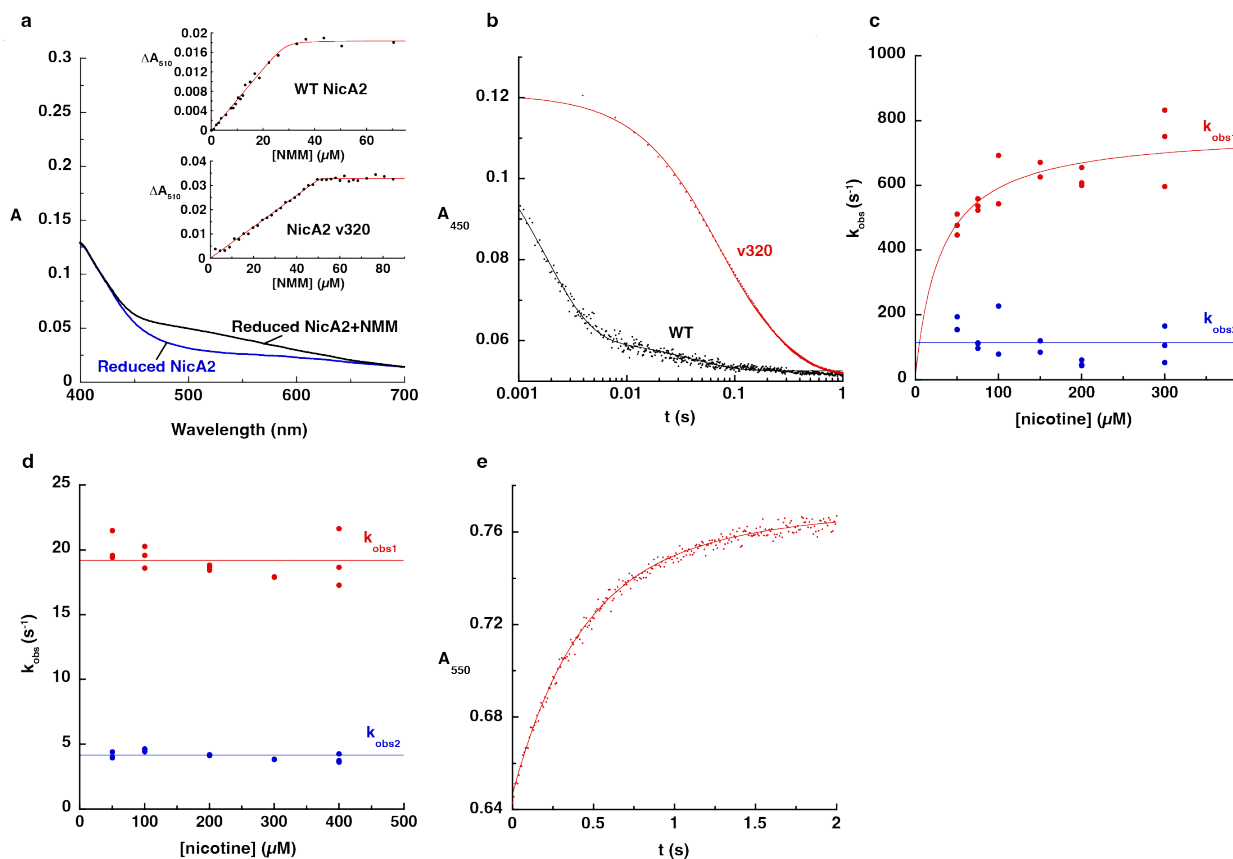 a
0.3
0.25
0.2
0.15
0.1
0.05
0
A
400
500
600
700
Wavelength (nm)
Reduced NicA2+NMM
Reduced NicA2
0.02
0.016
0.012
0.008
0.004
0
ΔA510
WT NicA2
0
20
40
60
[NMM] (µM)
0.04
0.03
0.02
0.01
0
ΔA510
NicA2 v320
0
20
40
60
80
[NMM] (µM)
b
0.12
0.1
0.08
0.06
A450
v320
WT
0.001
0.01
0.1
1
t (s)
c
1000
800
600
400
200
0
kobs (s-1)
kobs1
kobs2
0
100
200
300
[nicotine] (µM)
d
25
20
15
10
5
0
kobs (s-1)
kobs1
kobs2
0
100
200
300
400
500
[nicotine] (µM)
e
0.76
0.72
0.68
0.64
A550
0
0.5
1
1.5
2
t (s)